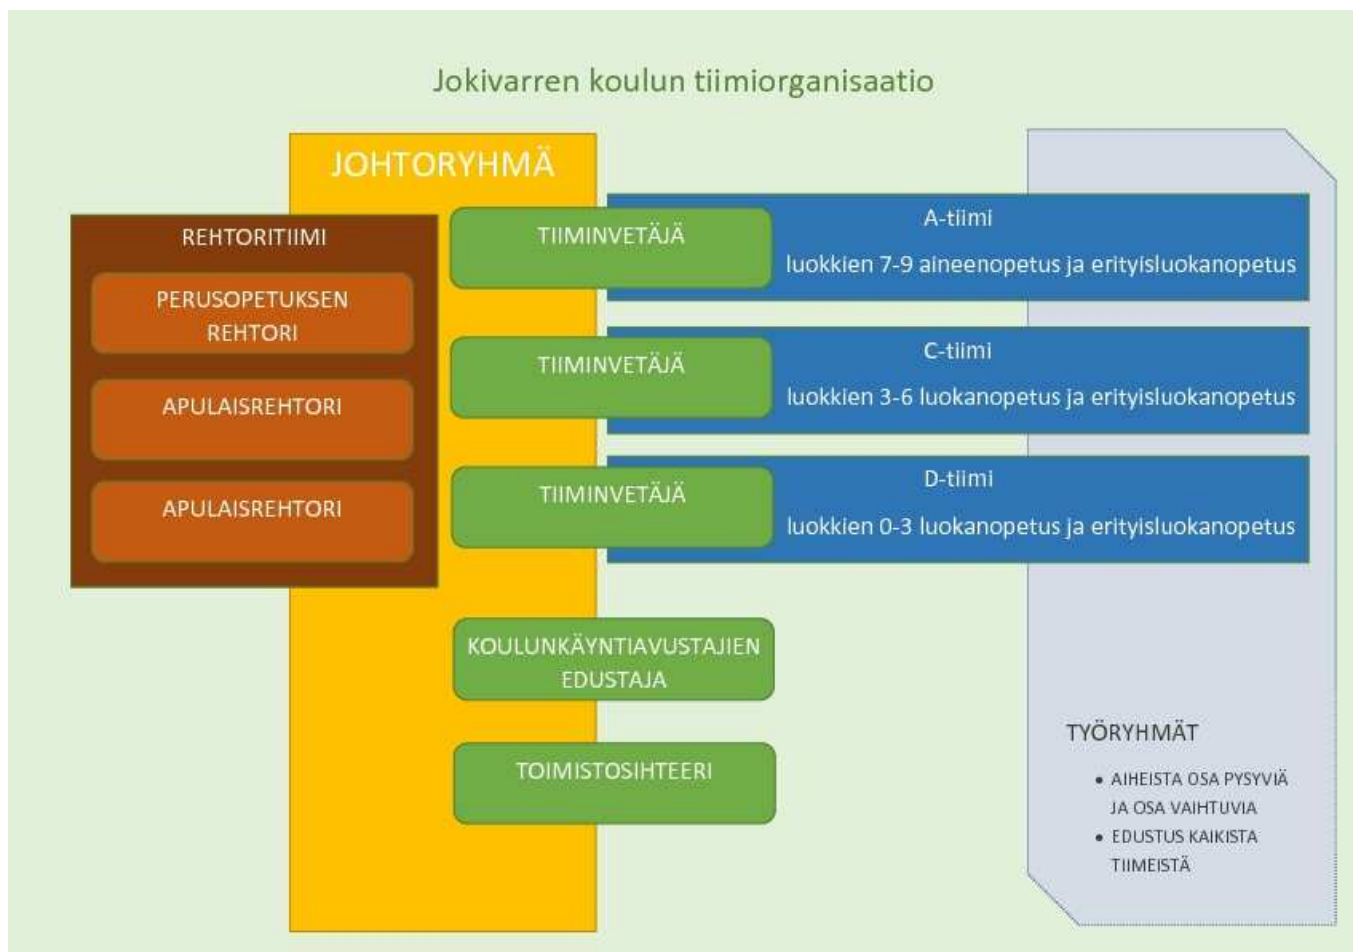 Jokivarren koulun tiimiorganisaatio
JOHTORYHMÄ
REHTORITIIMI
PERUSOPETUKSEN
REHTORI
APULAISREHTORI
APULAISREHTORI
TIIMINVETÄJÄ
A-tiimi
luokkien 7-9 aineenopetus ja erityisluokanopetus
TIIMINVETÄJÄ
C-tiimi
luokkien 3-6 luokanopetus ja erityisluokanopetus
TIIMINVETÄJÄ
D-tiimi
luokkien 0-3 luokanopetus ja erityisluokanopetus
KOULUNKÄYNTIAVUSTAJIEN
EDUSTAJA
TOIMISTOSIHTEERI
TYÖRYHMÄT
• AIHEISTA OSA PYSYVIÄ
JA OSA VAIHTUVIA
• EDUSTUS KAIKISTA
TIIMEISTÄ